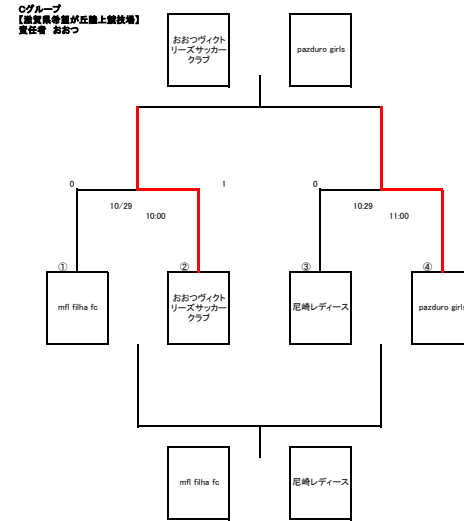 Cグループ
【滋賀県希望が丘陸上競技場】
責任者 おおつ
おおつヴィクト
リーズサッカー
クラブ
pazduro girls
0
1
0
10/29
10:00
10:29
11:00
①
②
③
④
mfl filha fc
おおつヴィクト
リーズサッカー
クラブ
尼崎レディース
pazduro girls
mfl filha fc
尼崎レディース